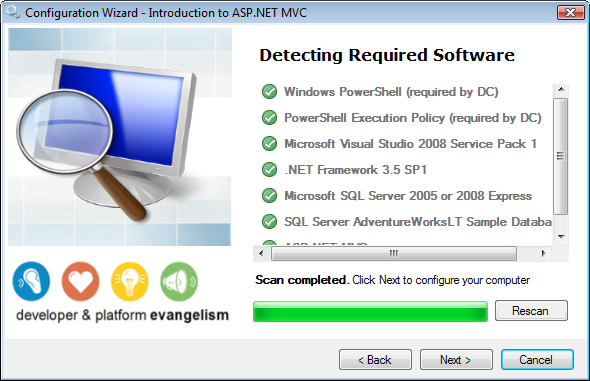 Configuration Wizard - Introduction to ASP.NET MVC
Detecting Required Software
Windows PowerShell (required by DC)
PowerShell Execution Policy (required by DC)
Microsoft Visual Studio 2008 Service Pack 1
.NET Framework 3.5 SP1
Microsoft SQL Server 2005 or 2008 Express
SQL Server AdventureWorksLT Sample Databa
Scan completed. Click Next to configure your computer
Rescan
developer & platform evangelism
< Back
Next >
Cancel